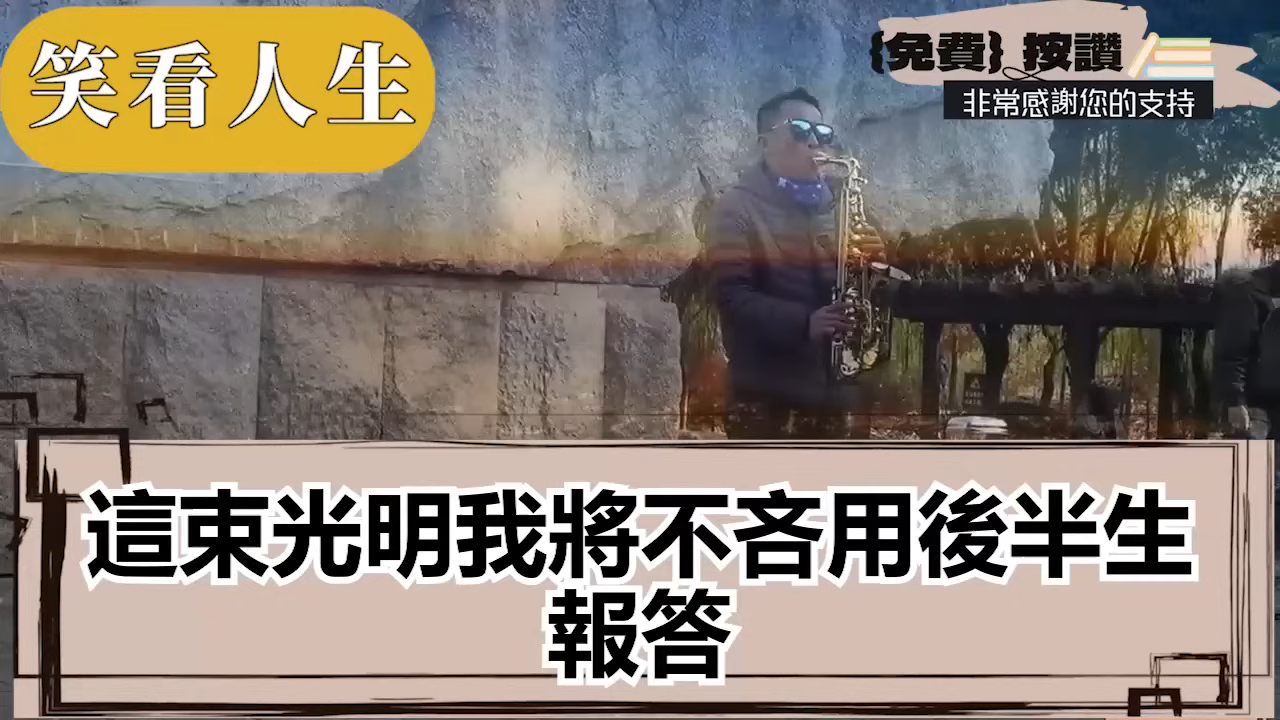 笑看人生
{免費} 按讚
非常感謝您的支持
這束光明我將不吝用後半生
報答